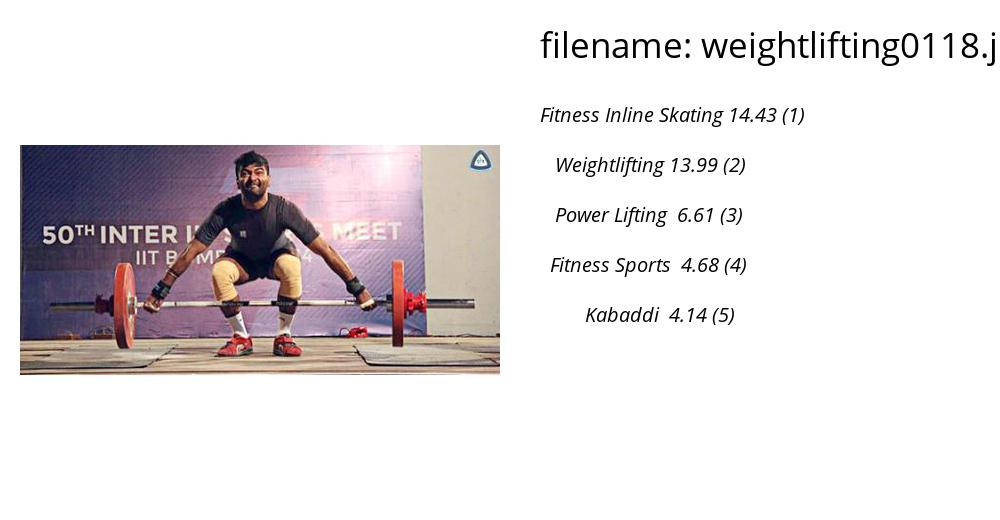 filename: weightlifting0118.j
Fitness Inline Skating 14.43 (1)
Weightlifting 13.99 (2)
Power Lifting 6.61 (3)
Fitness Sports 4.68 (4)
Kabaddi 4.14 (5)
50TH INTER MEET
IIT